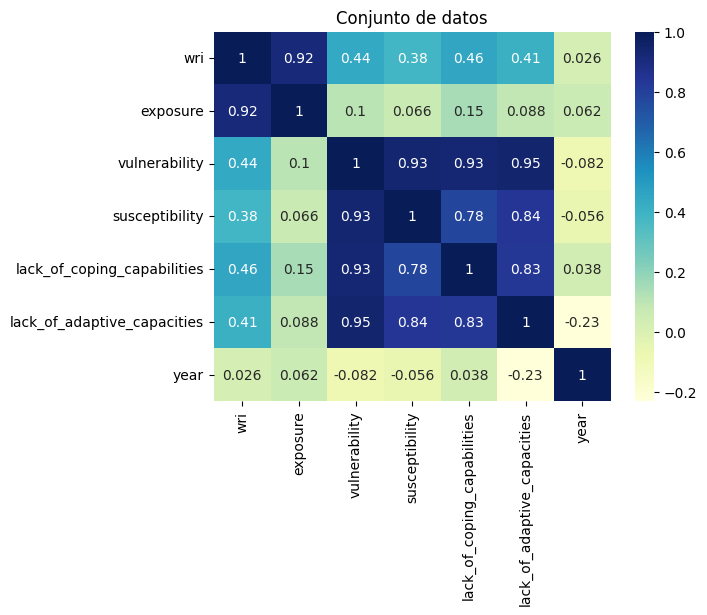 Conjunto de datos
wri 1 0.92 0.44 0.38 0.46 0.41 0.026
exposure 0.92 1 0.1 0.066 0.15 0.088 0.062
vulnerability 0.44 0.1 1 0.93 0.93 0.95 -0.082
susceptibility 0.38 0.066 0.93 1 0.78 0.84 -0.056
lack_of_coping_capabilities 0.46 0.15 0.93 0.78 1 0.83 0.038
lack_of_adaptive_capacities 0.41 0.088 0.95 0.84 0.83 1 -0.23
year 0.026 0.062 -0.082 -0.056 0.038 -0.23 1
wri
exposure
vulnerability
susceptibility
lack_of_coping_capabilities
lack_of_adaptive_capacities
year
1.0
0.8
0.6
0.4
0.2
0.0
−0.2